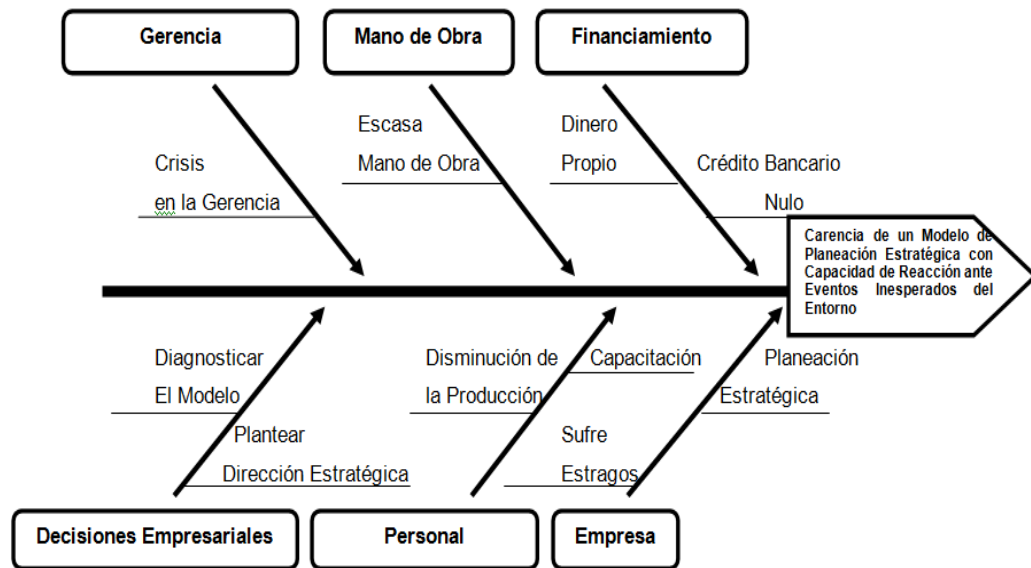 Gerencia
Mano de Obra
Financiamiento
Crisis
en la Gerencia
Escasa
Mano de Obra
Dinero
Propio
Crédito Bancario
Nulo
Carencia de un Modelo de
Planeación Estratégica con
Capacidad de Reacción ante
Eventos Inesperados del
Entorno
Diagnosticar
El Modelo
Plantear
Dirección Estratégica
Disminución de
la Producción
Capacitación
Sufre
Estragos
Planeación
Estratégica
Decisiones Empresariales
Personal
Empresa